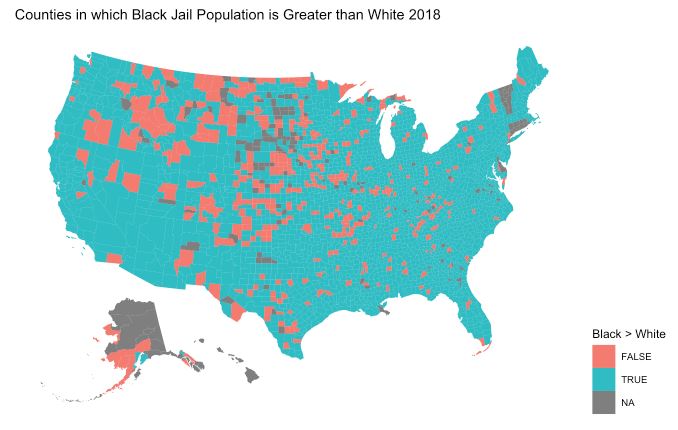 Counties in which Black Jail Population is Greater than White 2018
Black > White
FALSE
TRUE
NA